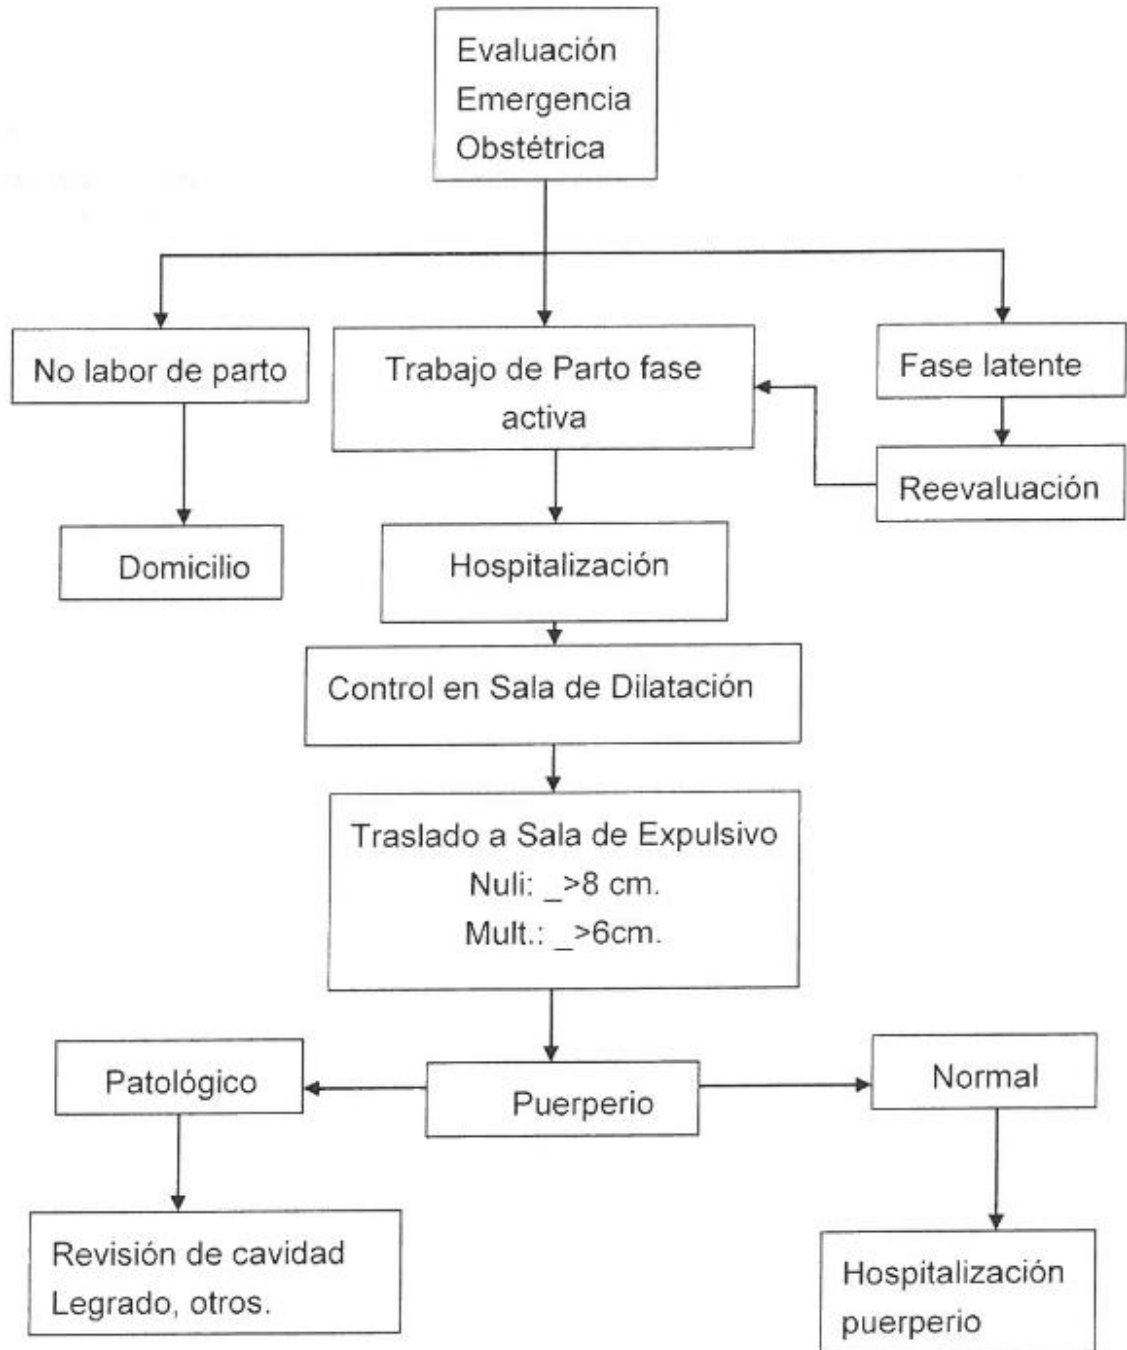 Evaluación
Emergencia
Obstétrica
No labor de parto
Trabajo de Parto fase
activa
Fase latente
Reevaluación
Domicilio
Hospitalización
Control en Sala de Dilatación
Traslado a Sala de Expulsivo
Nuli: _>8 cm.
Mult.: _>6cm.
Patológico
Puerperio
Normal
Revisión de cavidad
Legrado, otros.
Hospitalización
puerperio